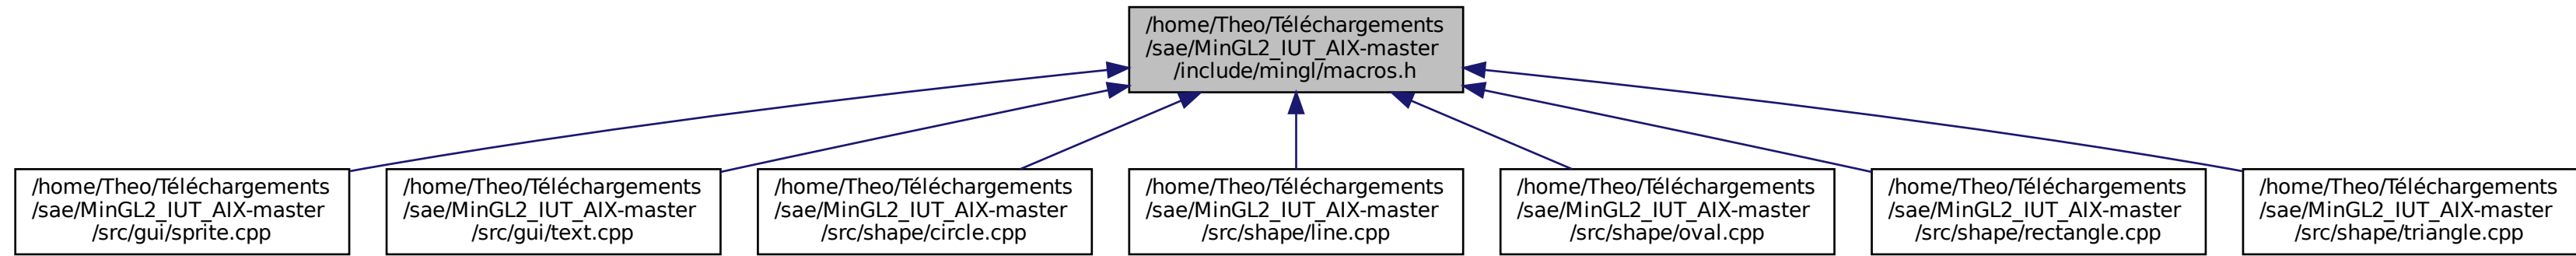 /home/Theo/Téléchargements
/sae/MinGL2_IUT_AIX-master
/include/mingl/macros.h
/home/Theo/Téléchargements
/sae/MinGL2_IUT_AIX-master
/src/gui/sprite.cpp
/home/Theo/Téléchargements
/sae/MinGL2_IUT_AIX-master
/src/gui/text.cpp
/home/Theo/Téléchargements
/sae/MinGL2_IUT_AIX-master
/src/shape/circle.cpp
/home/Theo/Téléchargements
/sae/MinGL2_IUT_AIX-master
/src/shape/line.cpp
/home/Theo/Téléchargements
/sae/MinGL2_IUT_AIX-master
/src/shape/oval.cpp
/home/Theo/Téléchargements
/sae/MinGL2_IUT_AIX-master
/src/shape/rectangle.cpp
/home/Theo/Téléchargements
/sae/MinGL2_IUT_AIX-master
/src/shape/triangle.cpp